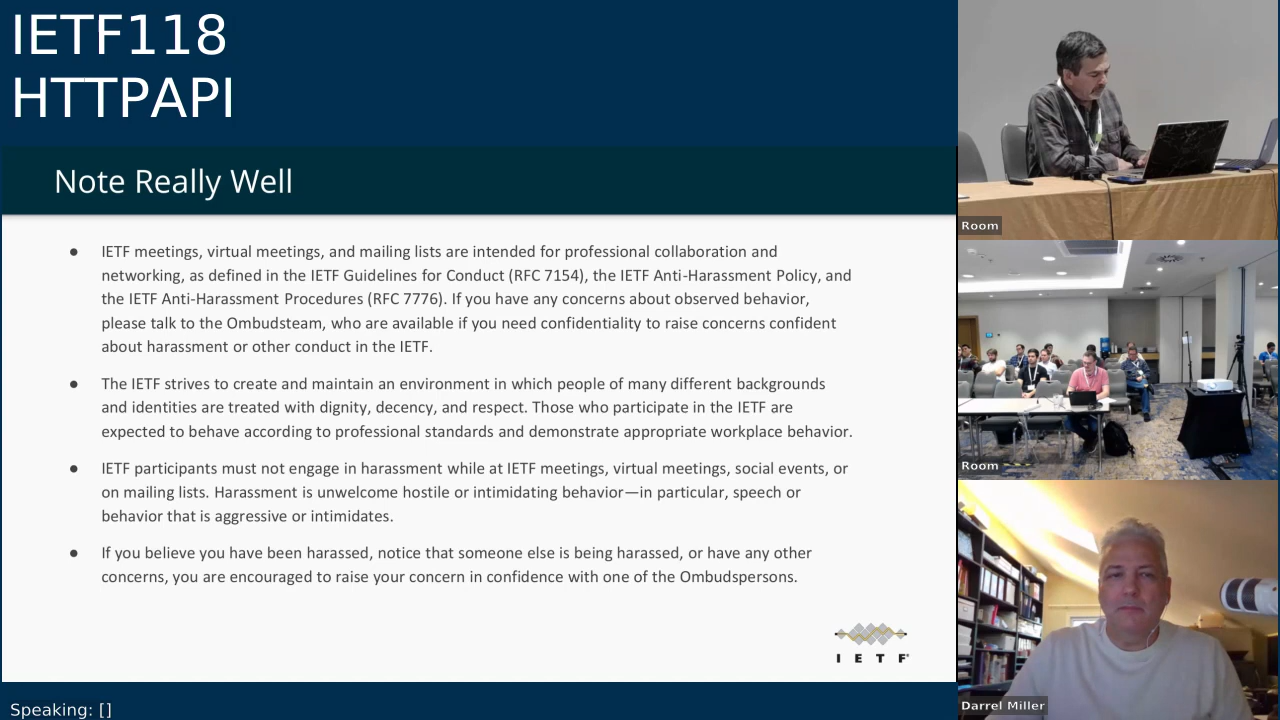 IETF118
HTTPAPI
Note Really Well
● IETF meetings, virtual meetings, and mailing lists are intended for professional collaboration and
networking, as defined in the IETF Guidelines for Conduct (RFC 7154), the IETF Anti-Harassment Policy, and
the IETF Anti-Harassment Procedures (RFC 7776). If you have any concerns about observed behavior,
please talk to the Ombudsteam, who are available if you need confidentiality to raise concerns confident
about harassment or other conduct in the IETF.
● The IETF strives to create and maintain an environment in which people of many different backgrounds
and identities are treated with dignity, decency, and respect. Those who participate in the IETF are
expected to behave according to professional standards and demonstrate appropriate workplace behavior.
● IETF participants must not engage in harassment while at IETF meetings, virtual meetings, social events, or
on mailing lists. Harassment is unwelcome hostile or intimidating behavior—in particular, speech or
behavior that is aggressive or intimidates.
● If you believe you have been harassed, notice that someone else is being harassed, or have any other
concerns, you are encouraged to raise your concern in confidence with one of the Ombudspersons.
I E T F
Speaking: []
Room
Room
Darrel Miller